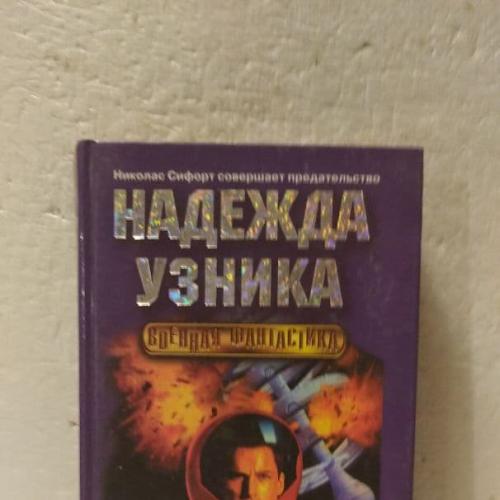 Николас Сифорт совершает предательство
НАДЕЖДА
УЗНИКА
ВОЕННАЯ ФАНТАСТИКА